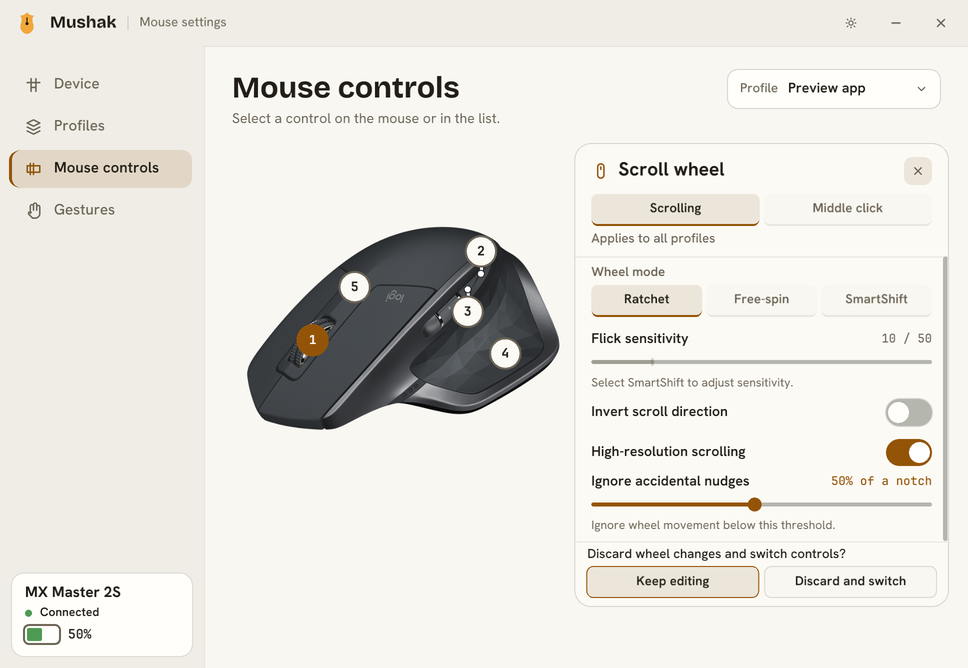 Mushak
Mouse settings
Device
Profiles
Mouse controls
Gestures
MX Master 2S
Connected
50%
Mouse controls
Select a control on the mouse or in the list.
Profile Preview app
1
2
3
4
5
logi
Scroll wheel
Scrolling
Middle click
Applies to all profiles
Wheel mode
Ratchet
Free-spin
SmartShift
Flick sensitivity
10 / 50
Select SmartShift to adjust sensitivity.
Invert scroll direction
High-resolution scrolling
Ignore accidental nudges
50% of a notch
Ignore wheel movement below this threshold.
Discard wheel changes and switch controls?
Keep editing
Discard and switch